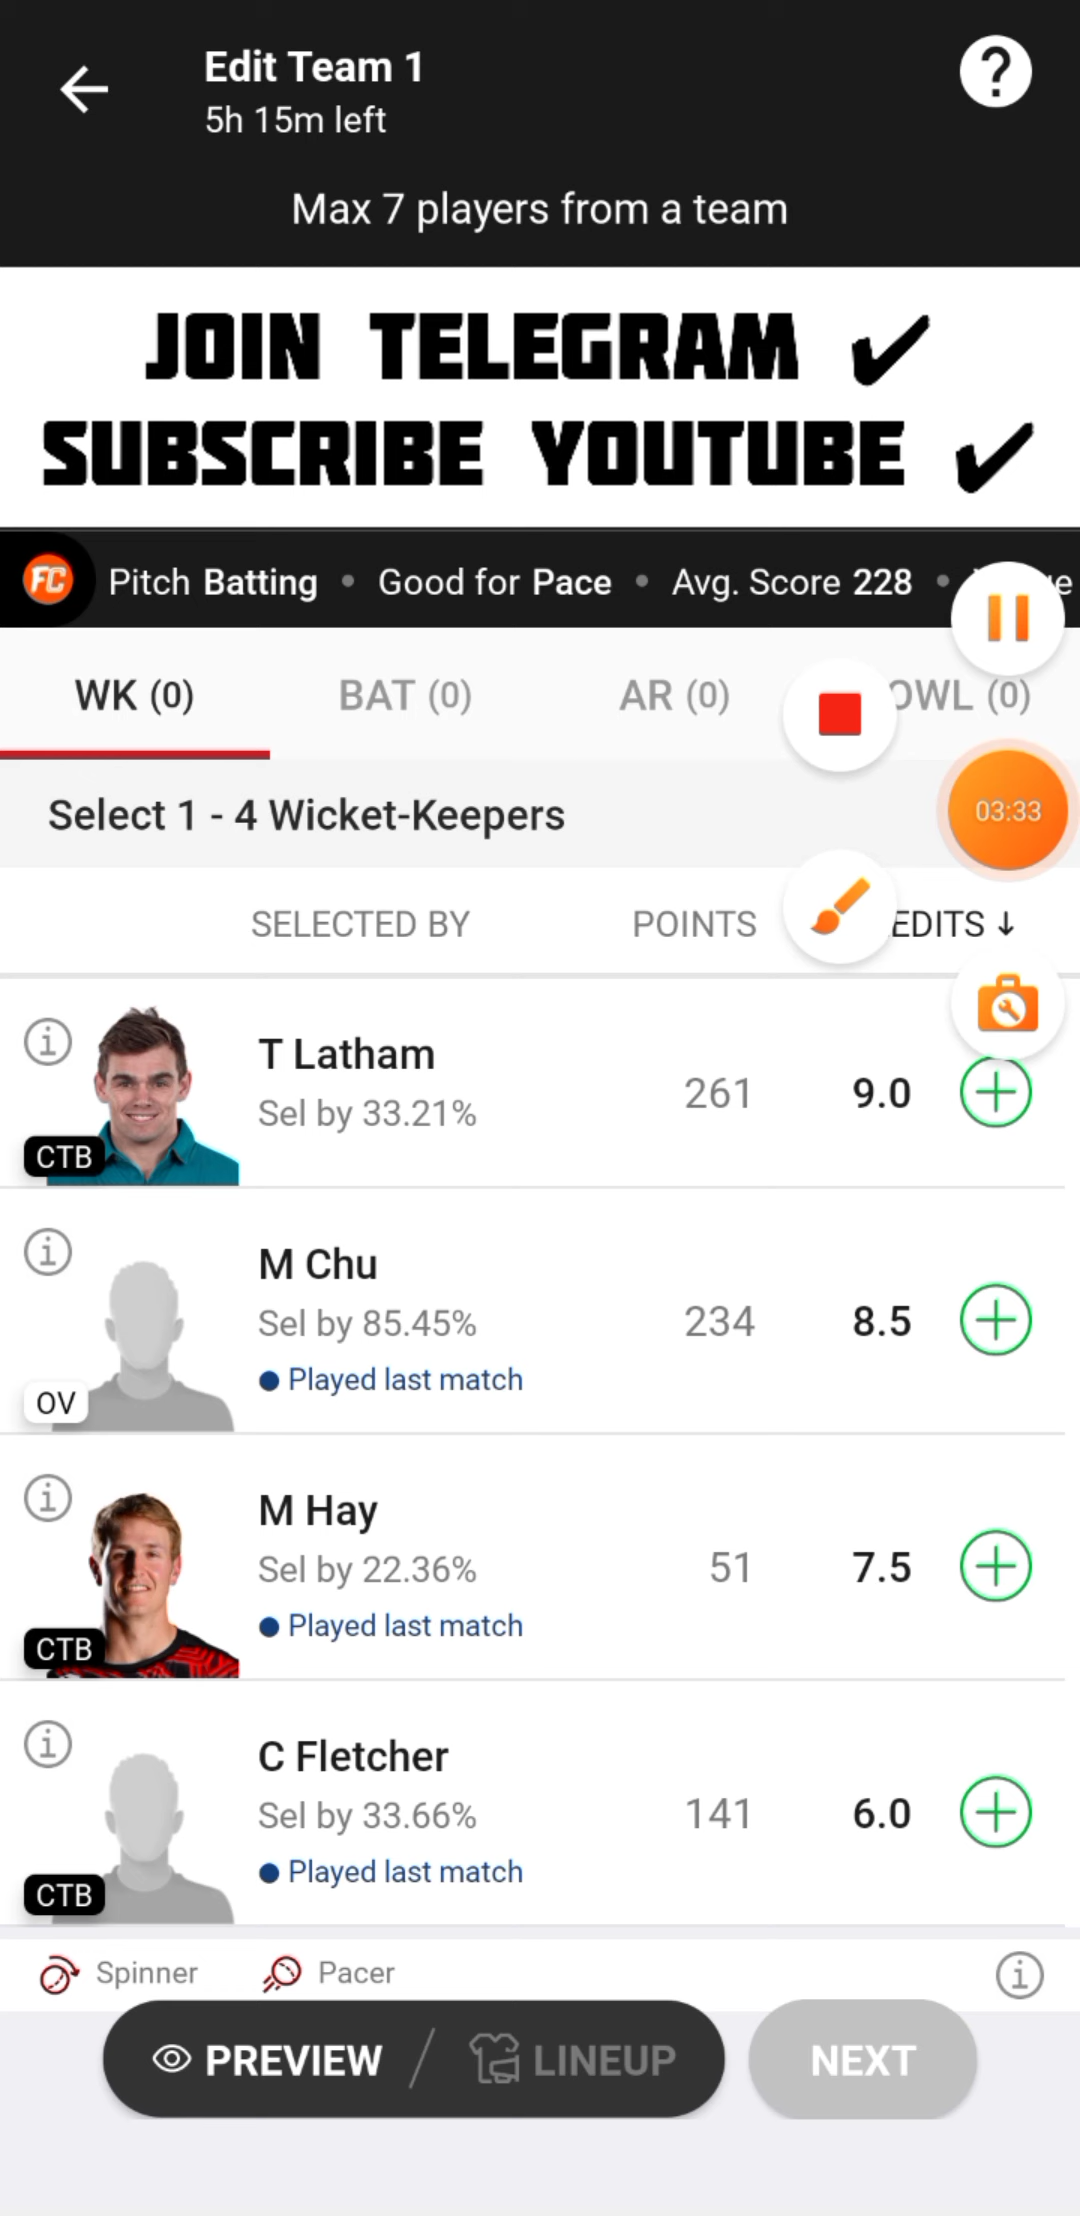 Edit Team 1
5h 15m left
?
Max 7 players from a team
JOIN TELEGRAM ✔
SUBSCRIBE YOUTUBE ✔
FC Pitch Batting • Good for Pace • Avg. Score 228 •
WK (0) BAT (0) AR (0) OWL (0)
Select 1 - 4 Wicket-Keepers
03:33
SELECTED BY POINTS EDITS ↓
T Latham
Sel by 33.21%
261 9.0
CTB
M Chu
Sel by 85.45%
234 8.5
Played last match
OV
M Hay
Sel by 22.36%
51 7.5
Played last match
CTB
C Fletcher
Sel by 33.66%
141 6.0
Played last match
CTB
Spinner Pacer
PREVIEW / LINEUP NEXT